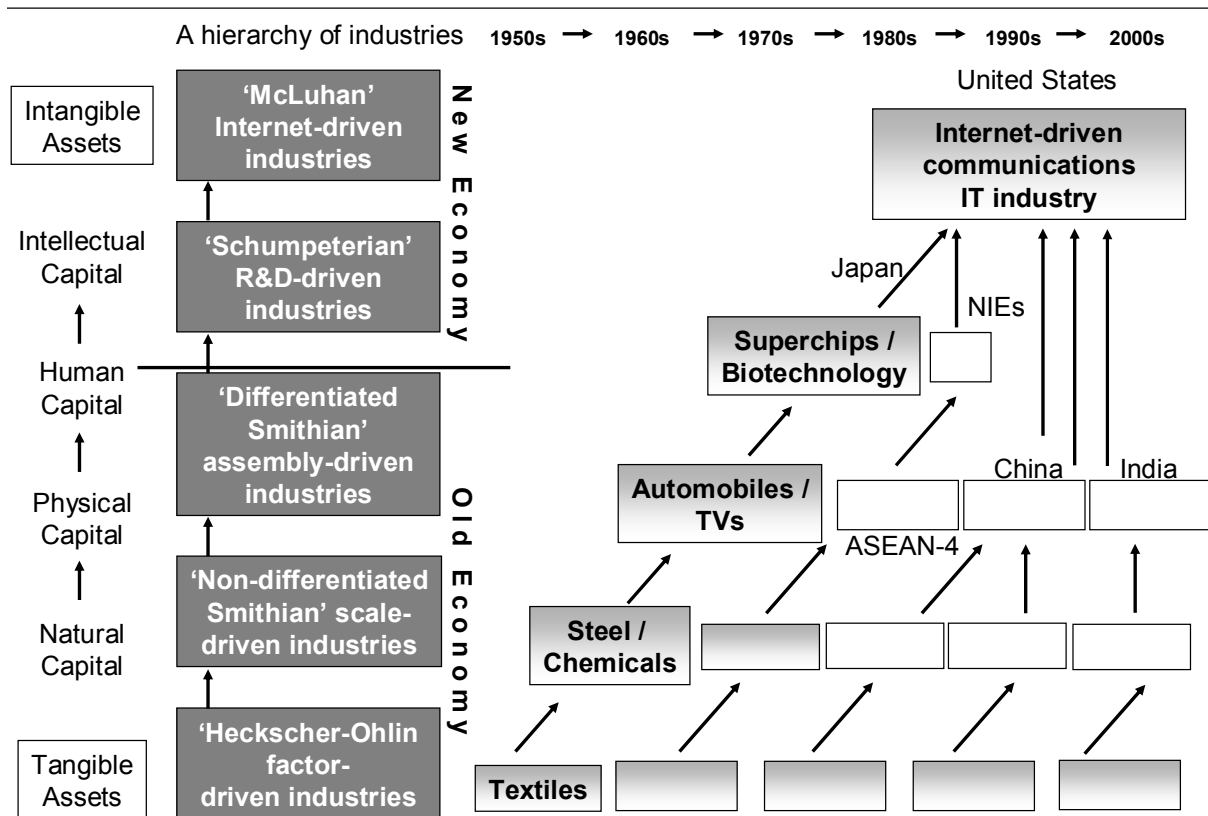 A hierarchy of industries
1950s
1960s
1970s
1980s
1990s
2000s
Intangible
Assets
Intellectual
Capital
Human
Capital
Physical
Capital
Natural
Capital
Tangible
Assets
‘McLuhan’
Internet-driven
industries
‘Schumpeterian’
R&D-driven
industries
‘Differentiated
Smithian’
assembly-driven
industries
‘Non-differentiated
Smithian’ scale-
driven industries
‘Heckscher-Ohlin
factor-
driven industries
New Economy
Old Economy
United States
Internet-driven
communications
IT industry
Japan
NIEs
Superchips /
Biotechnology
China
India
Automobiles /
TVs
ASEAN-4
Steel /
Chemicals
Textiles